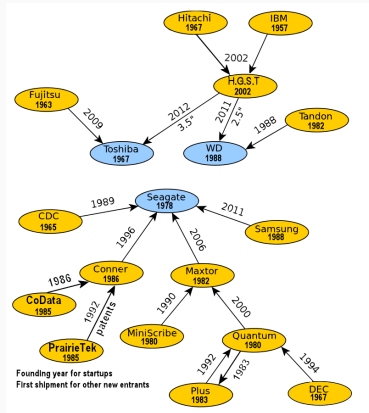 Hitachi
1967
IBM
1957
2002
H.G.S.T
2002
Fujitsu
1963
2009
2012
3.5"
2011
2.5"
1988
Tandon
1982
Toshiba
1967
WD
1988
Seagate
1978
1989
2011
CDC
1965
Samsung
1988
1996
2006
Conner
1986
Maxtor
1982
1986
CoData
1985
1992
patents
1990
2000
MiniScribe
1980
Quantum
1980
PrairieTek
1985
1992
1983
1994
Founding year for startups
First shipment for other new entrants
Plus
1983
DEC
1967